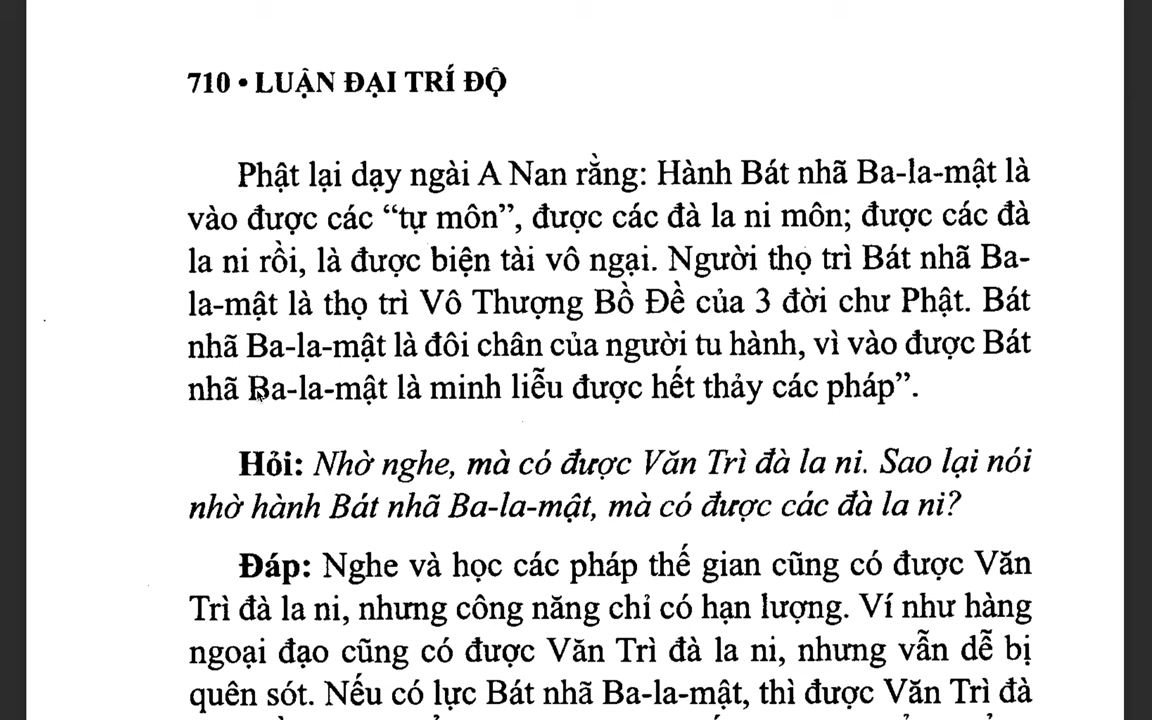 710 • LUẬN ĐẠI TRÍ ĐỘ
Phật lại dạy ngài A Nan rằng: Hành Bát nhã Ba-la-mật là
vào được các “tự môn”, được các đà la ni môn; được các đà
la ni rồi, là được biện tài vô ngại. Người thọ trì Bát nhã Ba-
la-mật là thọ trì Vô Thượng Bồ Đề của 3 đời chư Phật. Bát
nhã Ba-la-mật là đôi chân của người tu hành, vì vào được Bát
nhã Ba-la-mật là minh liễu được hết thảy các pháp”.
Hỏi: Nhờ nghe, mà có được Văn Trì đà la ni. Sao lại nói
nhờ hành Bát nhã Ba-la-mật, mà có được các đà la ni?
Đáp: Nghe và học các pháp thế gian cũng có được Văn
Trì đà la ni, nhưng công năng chỉ có hạn lượng. Ví như hàng
ngoại đạo cũng có được Văn Trì đà la ni, nhưng vẫn dễ bị
quên sót. Nếu có lực Bát nhã Ba-la-mật, thì được Văn Trì đà